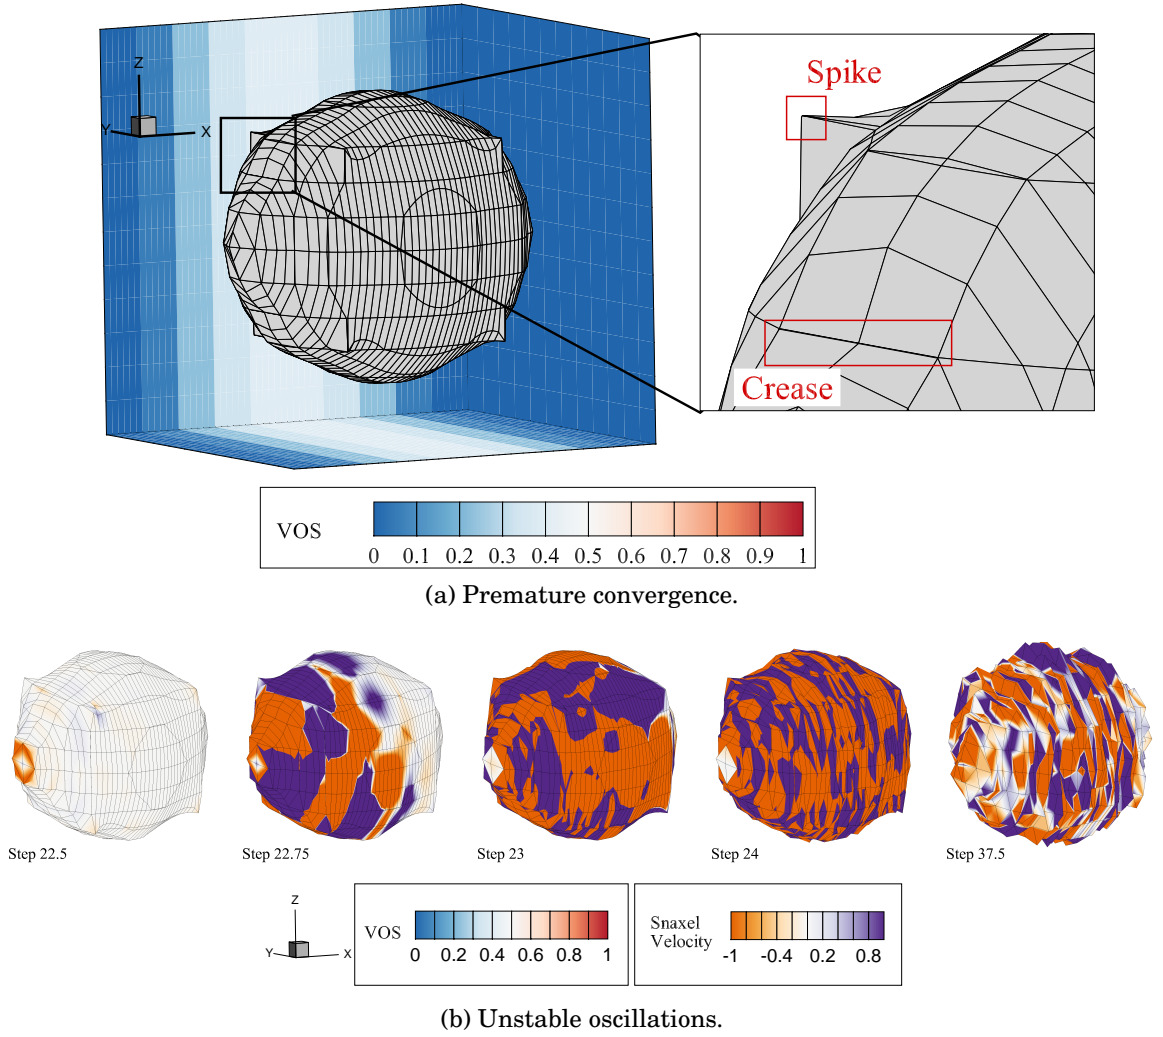 Z
Y
X
Spike
Crease
VOS
0 0.1 0.2 0.3 0.4 0.5 0.6 0.7 0.8 0.9 1
(a) Premature convergence.
Step 22.5
Step 22.75
Step 23
Step 24
Step 37.5
Z
Y
X
VOS
0 0.2 0.4 0.6 0.8 1
Snaxel
Velocity
-1 -0.4 0.2 0.8
(b) Unstable oscillations.